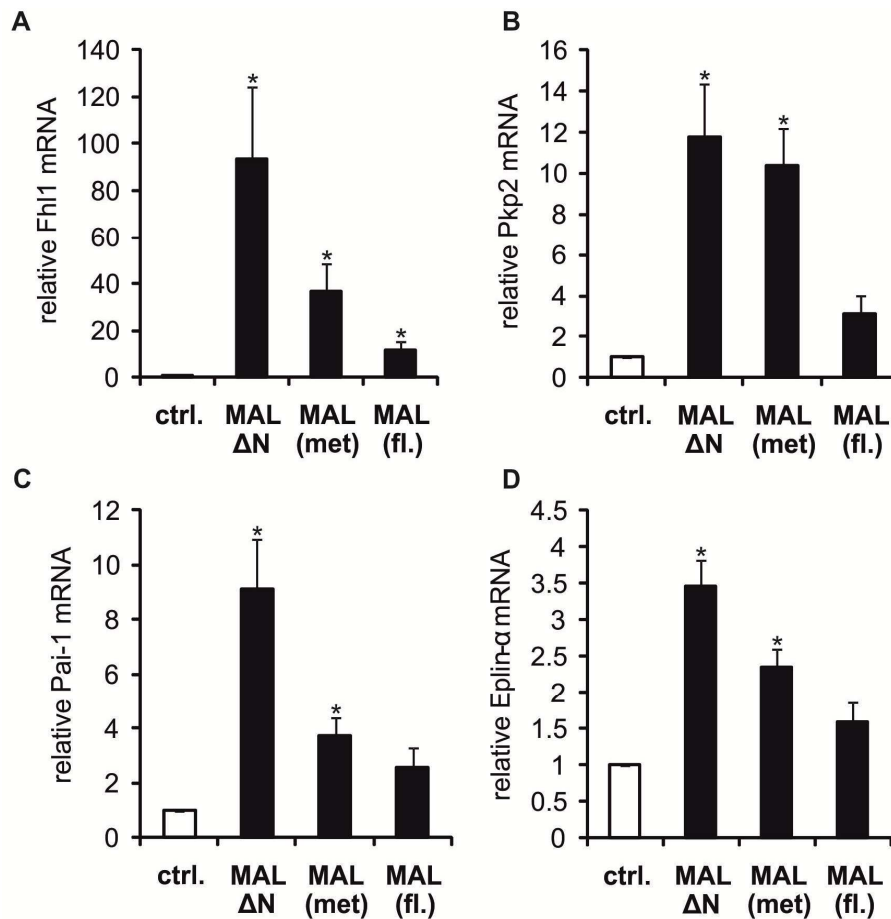 A
relative Fhl1 mRNA
140
120
100
80
60
40
20
0
*
*
*
ctrl. MAL MAL MAL
ΔN (met) (fl.)
B
relative Pkp2 mRNA
16
14
12
10
8
6
4
2
0
*
*
ctrl. MAL MAL MAL
ΔN (met) (fl.)
C
relative Pai-1 mRNA
12
10
8
6
4
2
0
*
*
ctrl. MAL MAL MAL
ΔN (met) (fl.)
D
relative Eplin-α mRNA
4.5
4
3.5
3
2.5
2
1.5
1
0.5
0
*
*
ctrl. MAL MAL MAL
ΔN (met) (fl.)